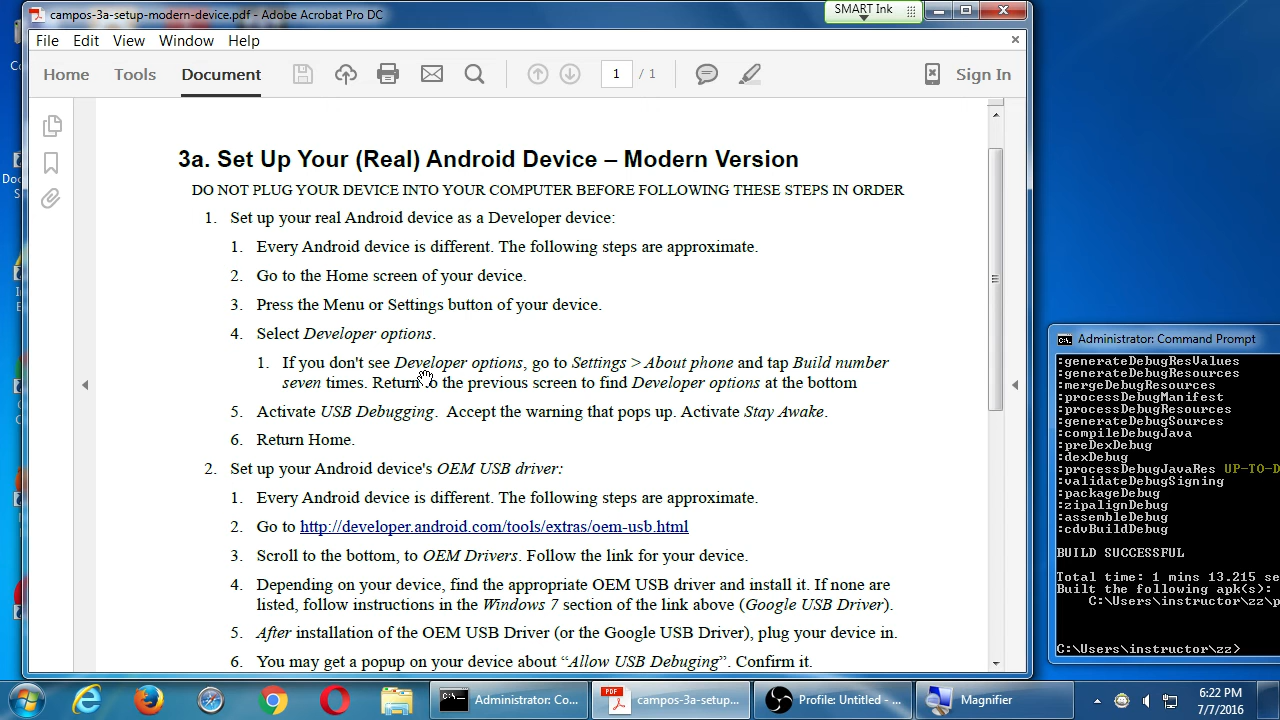 campos-3a-setup-modern-device.pdf - Adobe Acrobat Pro DC
SMART Ink
File Edit View Window Help
Home Tools Document 1 / 1 Sign In
3a. Set Up Your (Real) Android Device – Modern Version
DO NOT PLUG YOUR DEVICE INTO YOUR COMPUTER BEFORE FOLLOWING THESE STEPS IN ORDER
1. Set up your real Android device as a Developer device:
1. Every Android device is different. The following steps are approximate.
2. Go to the Home screen of your device.
3. Press the Menu or Settings button of your device.
4. Select Developer options.
1. If you don't see Developer options, go to Settings > About phone and tap Build number
seven times. Return to the previous screen to find Developer options at the bottom
5. Activate USB Debugging. Accept the warning that pops up. Activate Stay Awake.
6. Return Home.
2. Set up your Android device's OEM USB driver:
1. Every Android device is different. The following steps are approximate.
2. Go to http://developer.android.com/tools/extras/oem-usb.html
3. Scroll to the bottom, to OEM Drivers. Follow the link for your device.
4. Depending on your device, find the appropriate OEM USB driver and install it. If none are
listed, follow instructions in the Windows 7 section of the link above (Google USB Driver).
5. After installation of the OEM USB Driver (or the Google USB Driver), plug your device in.
6. You may get a popup on your device about “Allow USB Debuging”. Confirm it.
Administrator: Command Prompt
:generateDebugResValues
:generateDebugResources
:mergeDebugResources
:processDebugManifest
:processDebugResources
:generateDebugSources
:compileDebugJava
:preDexDebug
:dexDebug
:processDebugJavaRes UP-TO-D
:validateDebugSigning
:packageDebug
:zipalignDebug
:assembleDebug
:cdvBuildDebug
BUILD SUCCESSFUL
Total time: 1 mins 13.215 se
Built the following apk(s):
C:\Users\instructor\zz\p
C:\Users\instructor\zz>
Administrator: Co...
campos-3a-setup...
Profile: Untitled - ...
Magnifier
6:22 PM
7/7/2016